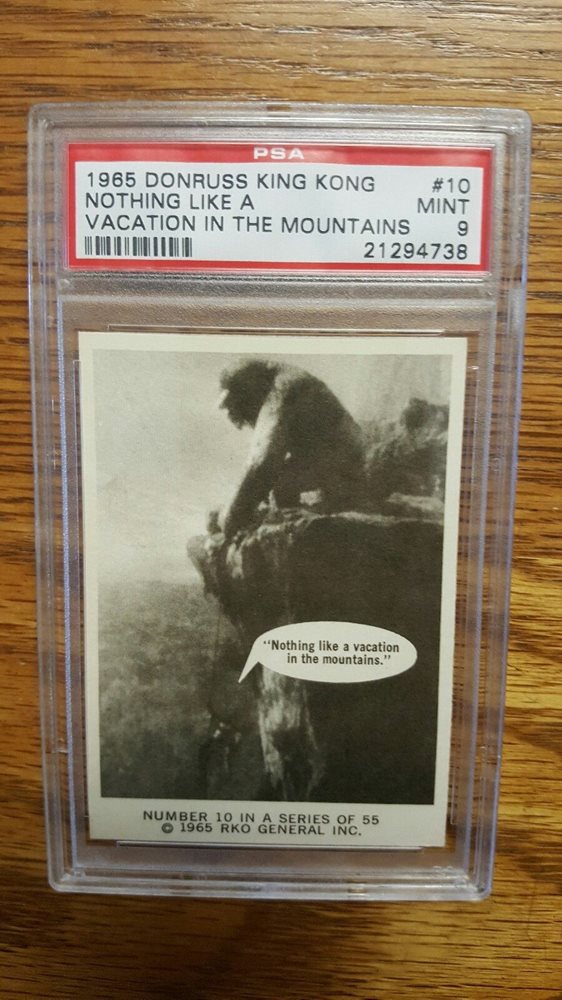 PSA
1965 DONRUSS KING KONG #10
NOTHING LIKE A MINT
VACATION IN THE MOUNTAINS 9
21294738
"Nothing like a vacation
in the mountains."
NUMBER 10 IN A SERIES OF 55
© 1965 RKO GENERAL INC.